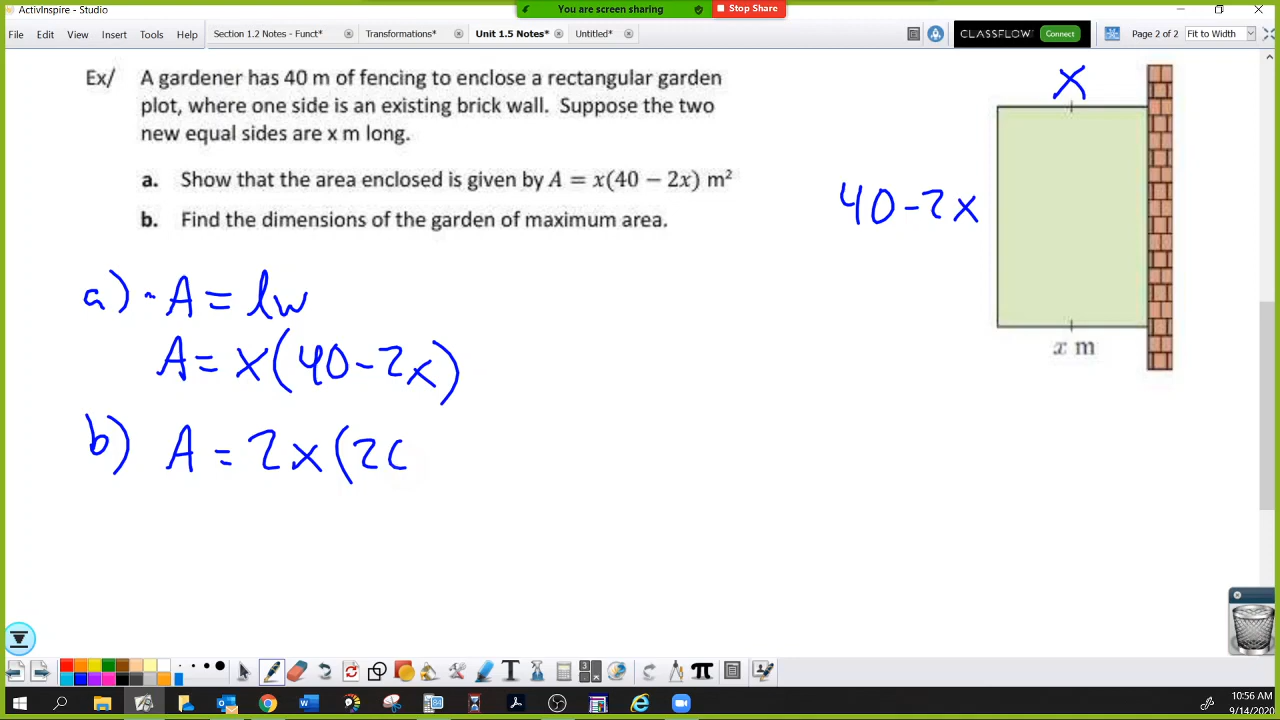 ActivInspire - Studio
You are screen sharing
Stop Share
File Edit View Insert Tools Help
Section 1.2 Notes - Funct*
Transformations*
Unit 1.5 Notes*
Untitled*
CLASSFLOW Connect
Page 2 of 2
Fit to Width
Ex/ A gardener has 40 m of fencing to enclose a rectangular garden
plot, where one side is an existing brick wall. Suppose the two
new equal sides are x m long.
a. Show that the area enclosed is given by A = x(40 − 2x) m²
b. Find the dimensions of the garden of maximum area.
x
40-2x
x m
a) A = lw
A = x(40-2x)
b) A = 2x(20
10:56 AM
9/14/2020